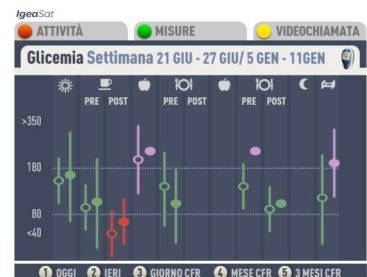 IgeaSat
ATTIVITÀ MISURE VIDEOCHIAMATA
Glicemia Settimana 21 GIU - 27 GIU/ 5 GEN - 11GEN
PRE POST PRE POST PRE POST
>350
180
80
<40
1 OGGI 2 IERI 3 GIORNO CFR 4 MESE CFR 5 3 MESI CFR